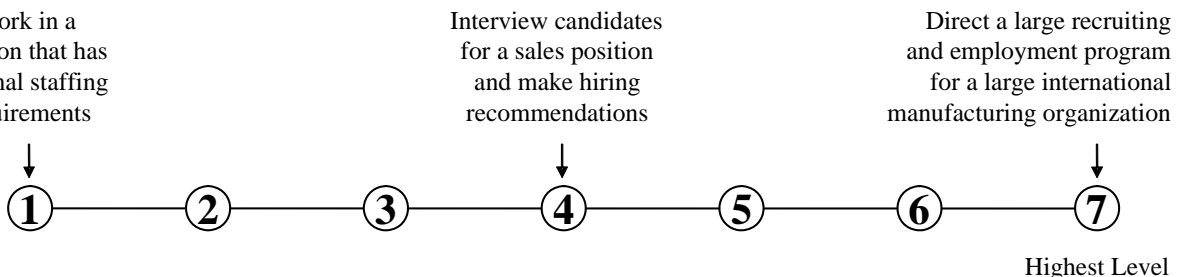 ork in a
on that has
nal staffing
uirements
Interview candidates
for a sales position
and make hiring
recommendations
Direct a large recruiting
and employment program
for a large international
manufacturing organization
1 2 3 4 5 6 7
Highest Level